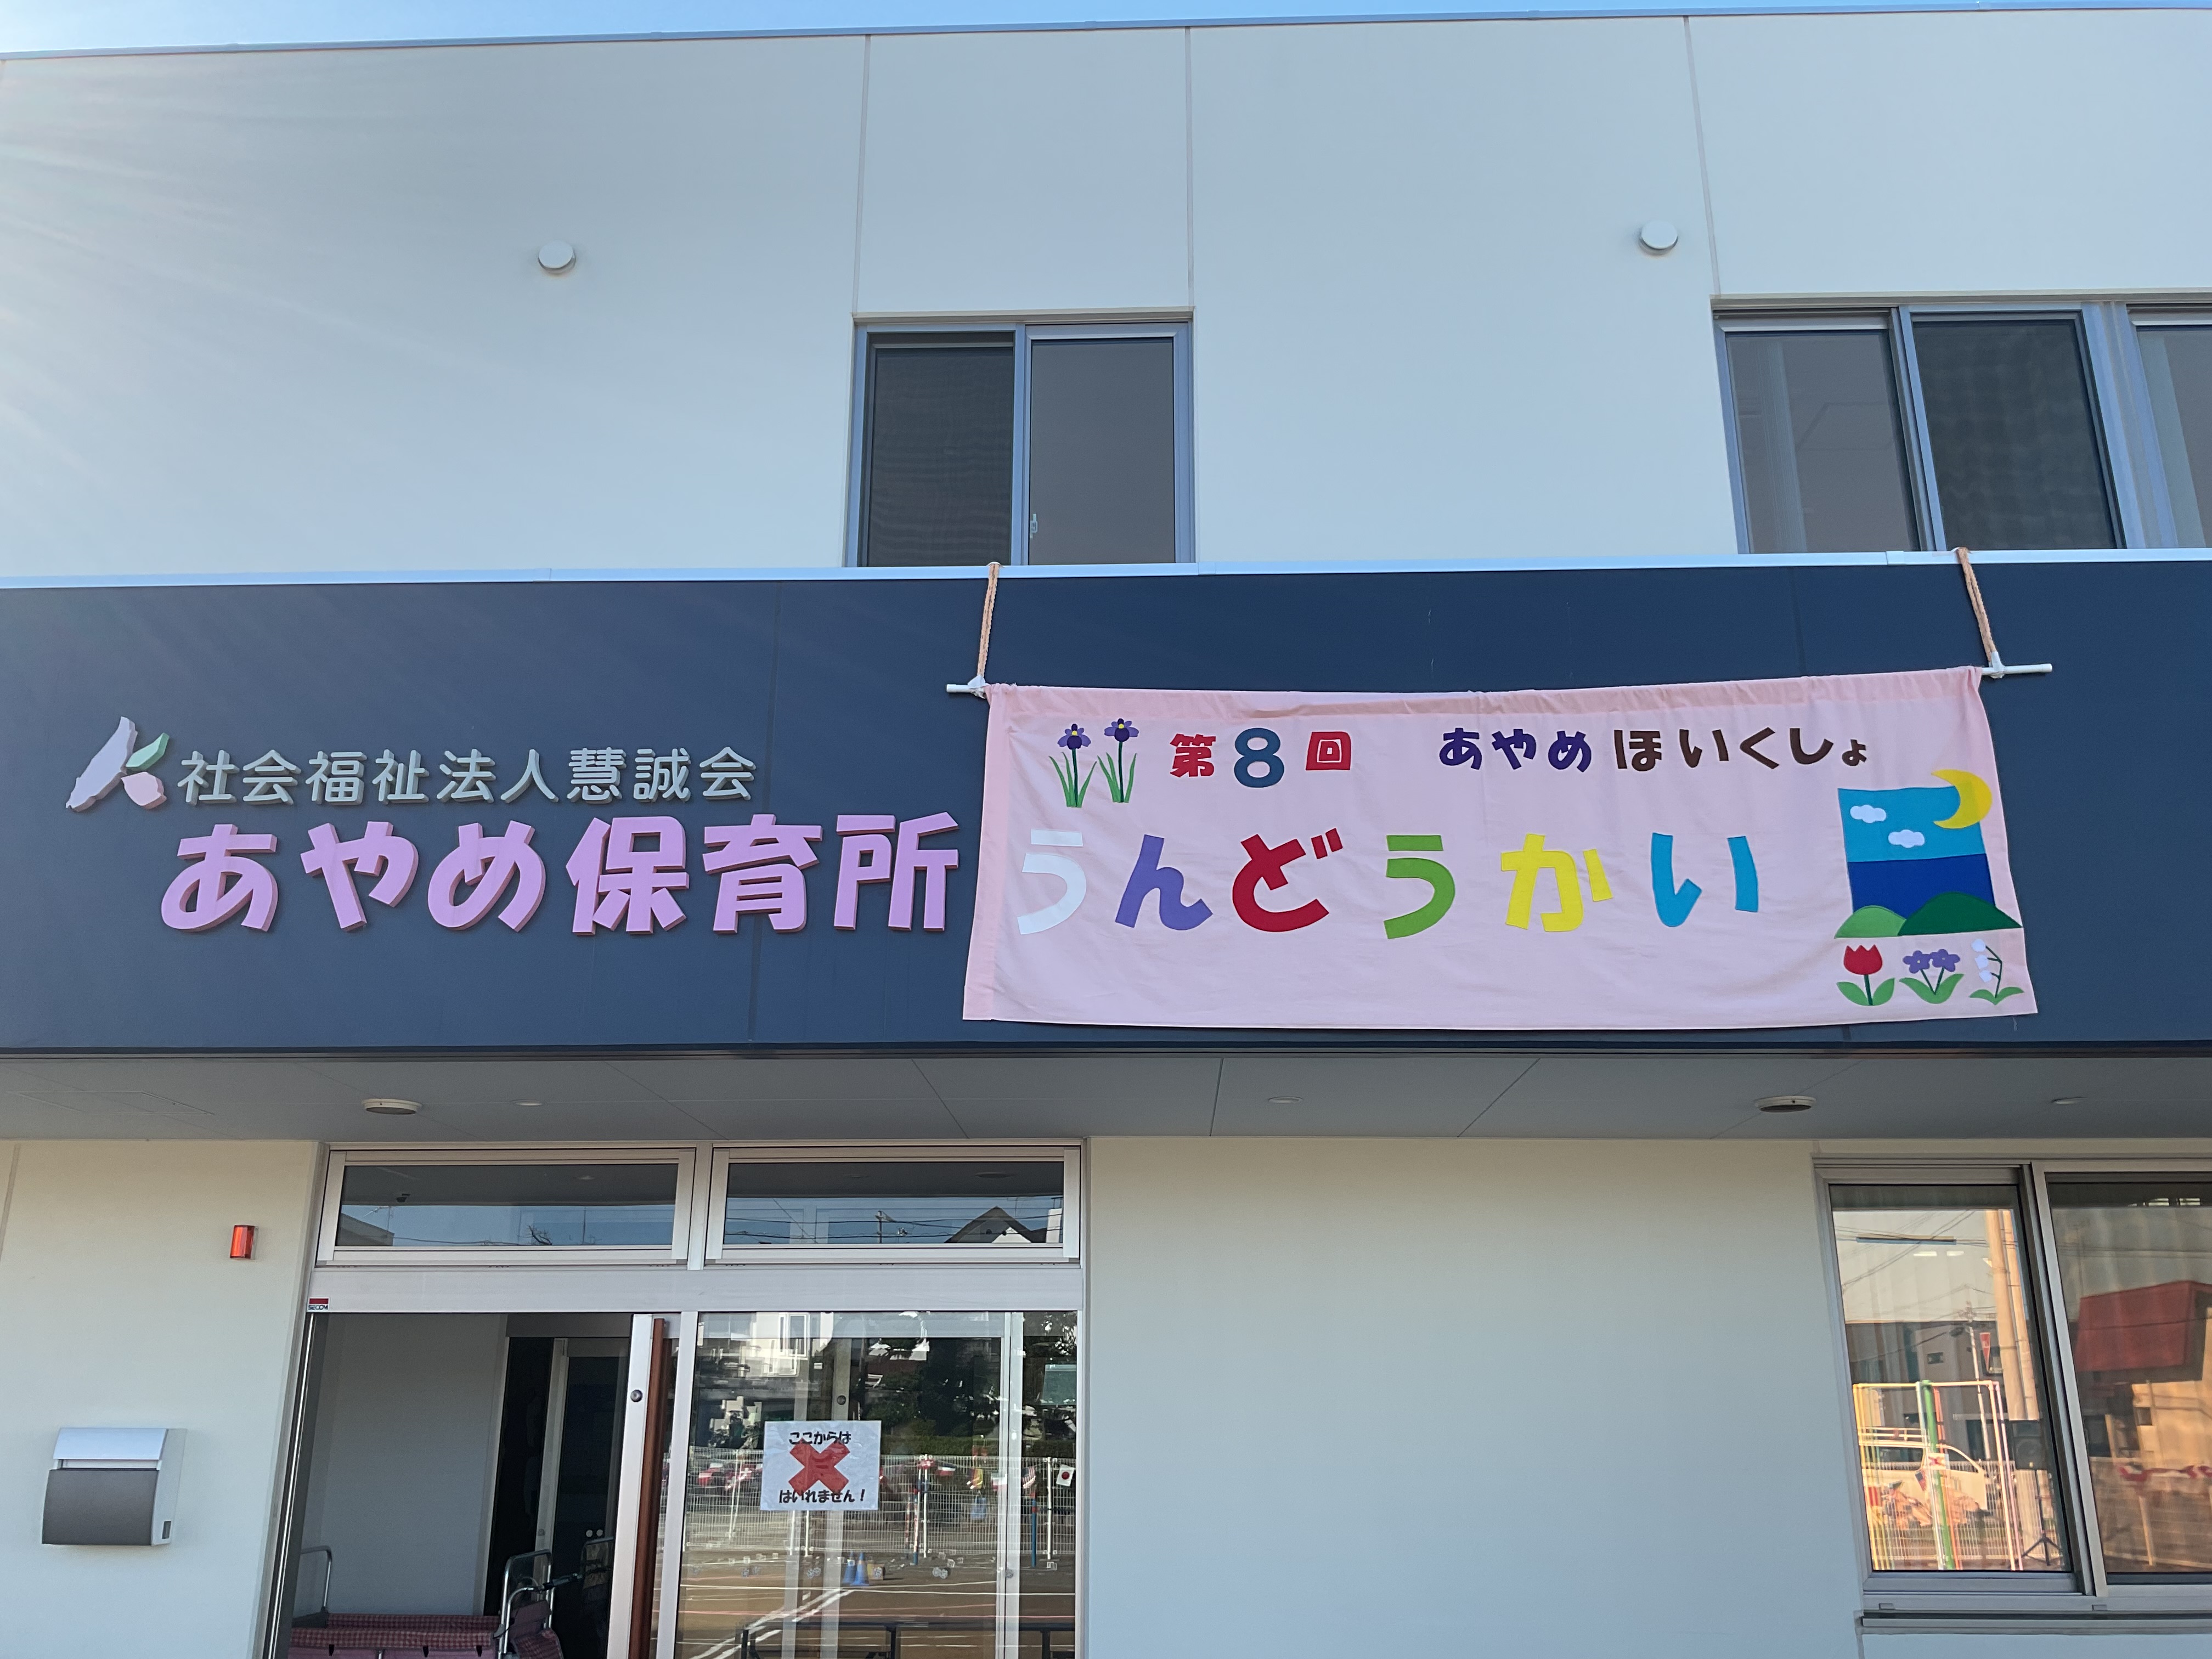 社会福祉法人慧誠会
あやめ保育所
第8回 あやめほいくしょ
うんどうかい
SECOM
ここからは
はいれません！